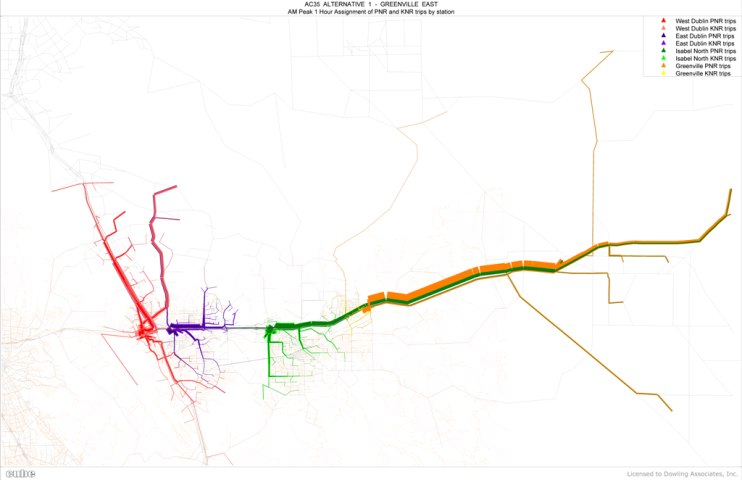 AC35 ALTERNATIVE 1 - GREENVILLE EAST
AM Peak 1 Hour Assignment of PNR and KNR trips by station
West Dublin PNR trips
West Dublin KNR trips
East Dublin PNR trips
East Dublin KNR trips
Isabel North PNR trips
Isabel North KNR trips
Greenville PNR trips
Greenville KNR trips
Licensed to Dowling Associates, Inc.